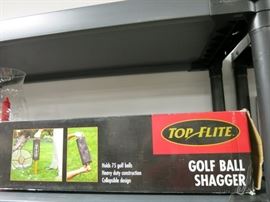 Holds 75 golf balls
Heavy duty construction
Collapsible design
TOP-FLITE
GOLF BALL
SHAGGER